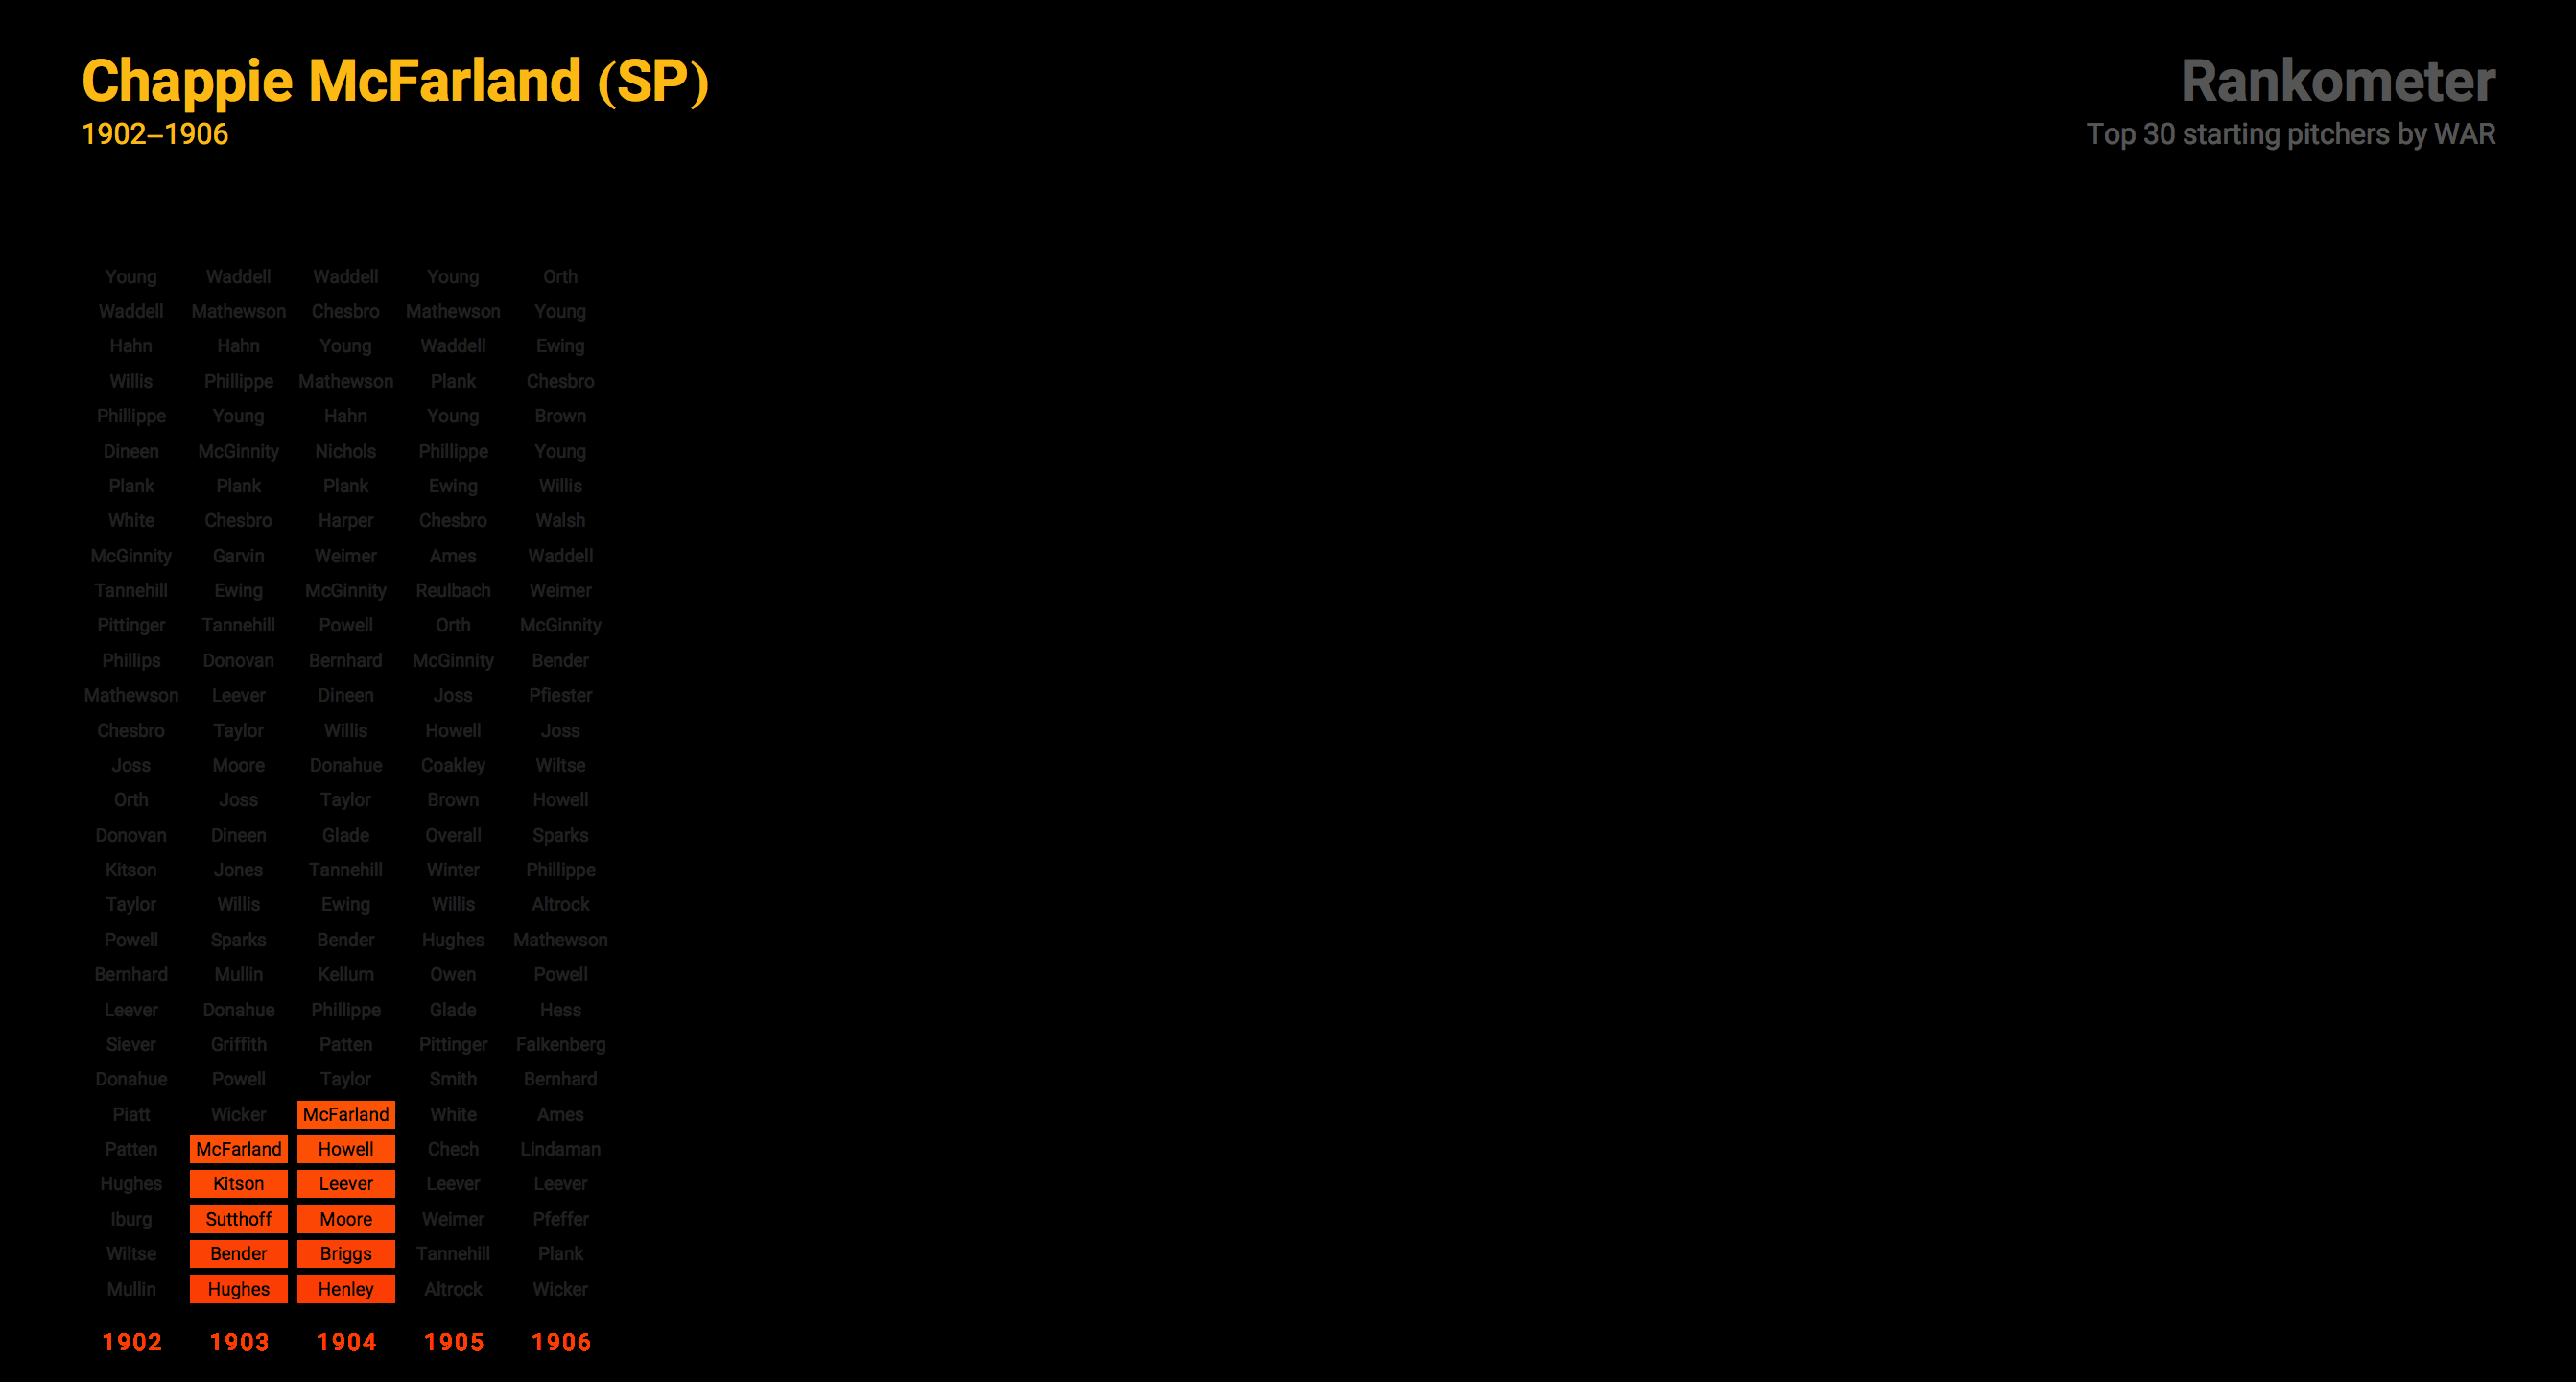 Chappie McFarland (SP)
1902–1906
Rankometer
Top 30 starting pitchers by WAR
Young Waddell Waddell Young Orth
Waddell Mathewson Chesbro Mathewson Young
Hahn Hahn Young Waddell Ewing
Willis Phillippe Mathewson Plank Chesbro
Phillippe Young Hahn Young Brown
Dineen McGinnity Nichols Phillippe Young
Plank Plank Plank Ewing Willis
White Chesbro Harper Chesbro Walsh
McGinnity Garvin Weimer Ames Waddell
Tannehill Ewing McGinnity Reulbach Weimer
Pittinger Tannehill Powell Orth McGinnity
Phillips Donovan Bernhard McGinnity Bender
Mathewson Leever Dineen Joss Pfiester
Chesbro Taylor Willis Howell Joss
Joss Moore Donahue Coakley Wiltse
Orth Joss Taylor Brown Howell
Donovan Dineen Glade Overall Sparks
Kitson Jones Tannehill Winter Phillippe
Taylor Willis Ewing Willis Altrock
Powell Sparks Bender Hughes Mathewson
Bernhard Mullin Kellum Owen Powell
Leever Donahue Phillippe Glade Hess
Siever Griffith Patten Pittinger Falkenberg
Donahue Powell Taylor Smith Bernhard
Piatt Wicker McFarland White Ames
Patten McFarland Howell Chech Lindaman
Hughes Kitson Leever Leever Leever
Iburg Sutthoff Moore Weimer Pfeffer
Wiltse Bender Briggs Tannehill Plank
Mullin Hughes Henley Altrock Wicker
1902 1903 1904 1905 1906